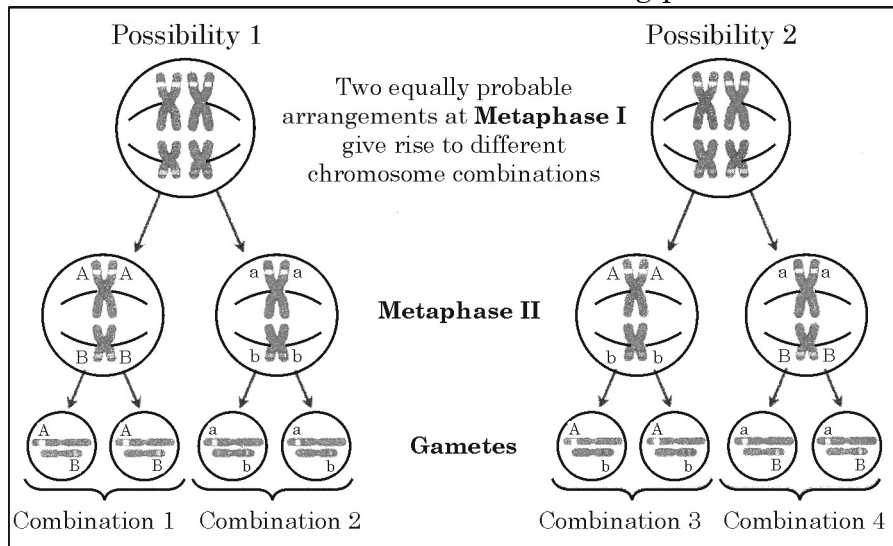 Possibility 1
Possibility 2
Two equally probable
arrangements at Metaphase I
give rise to different
chromosome combinations
A A
a a
A A
a a
Metaphase II
B B
b b
b b
B B
A
A
a
a
A
A
a
a
Gametes
B
B
b
b
b
b
B
B
Combination 1
Combination 2
Combination 3
Combination 4